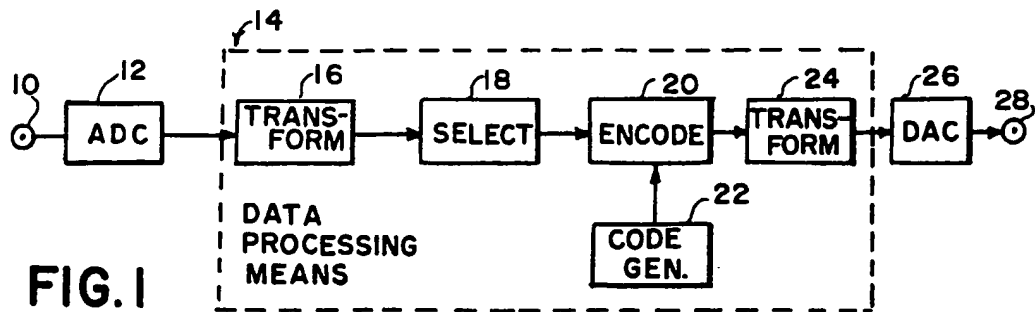 14
10
12
16
18
20
24
26
28
ADC
TRANS-
FORM
SELECT
ENCODE
TRANS-
FORM
DAC
22
CODE
GEN.
DATA
PROCESSING
MEANS
FIG. 1